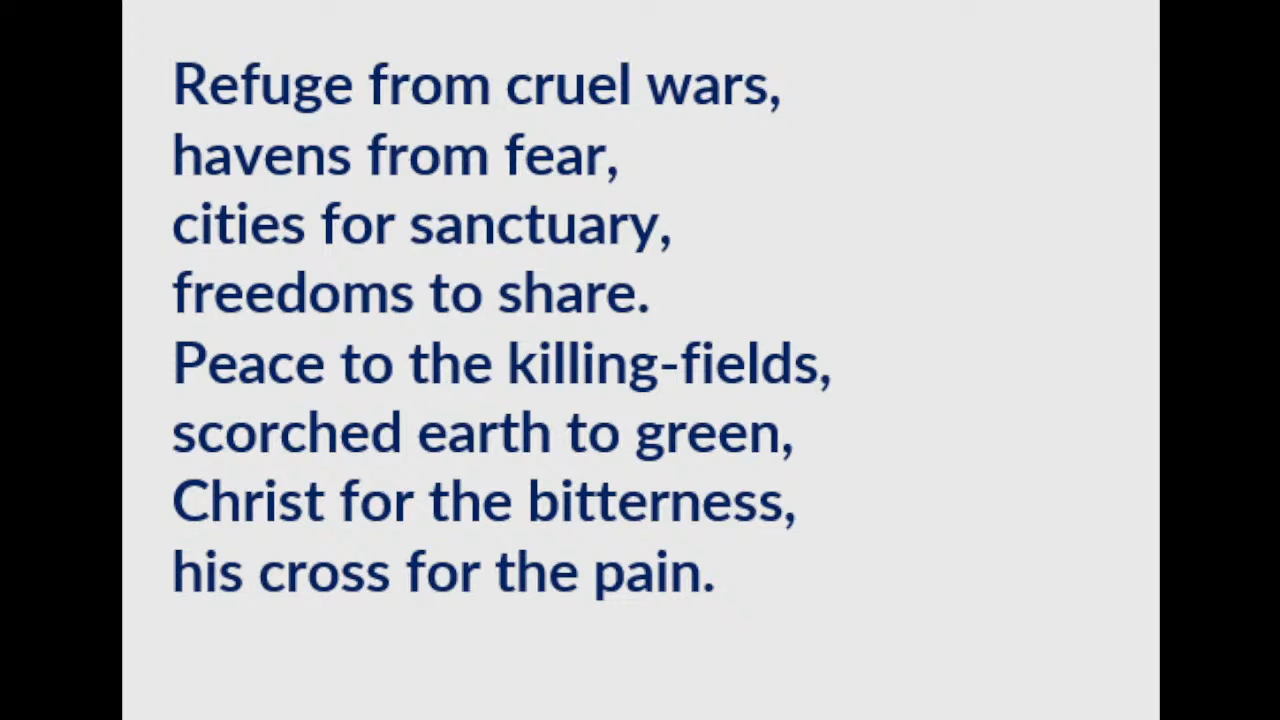 Refuge from cruel wars,
havens from fear,
cities for sanctuary,
freedoms to share.
Peace to the killing-fields,
scorched earth to green,
Christ for the bitterness,
his cross for the pain.